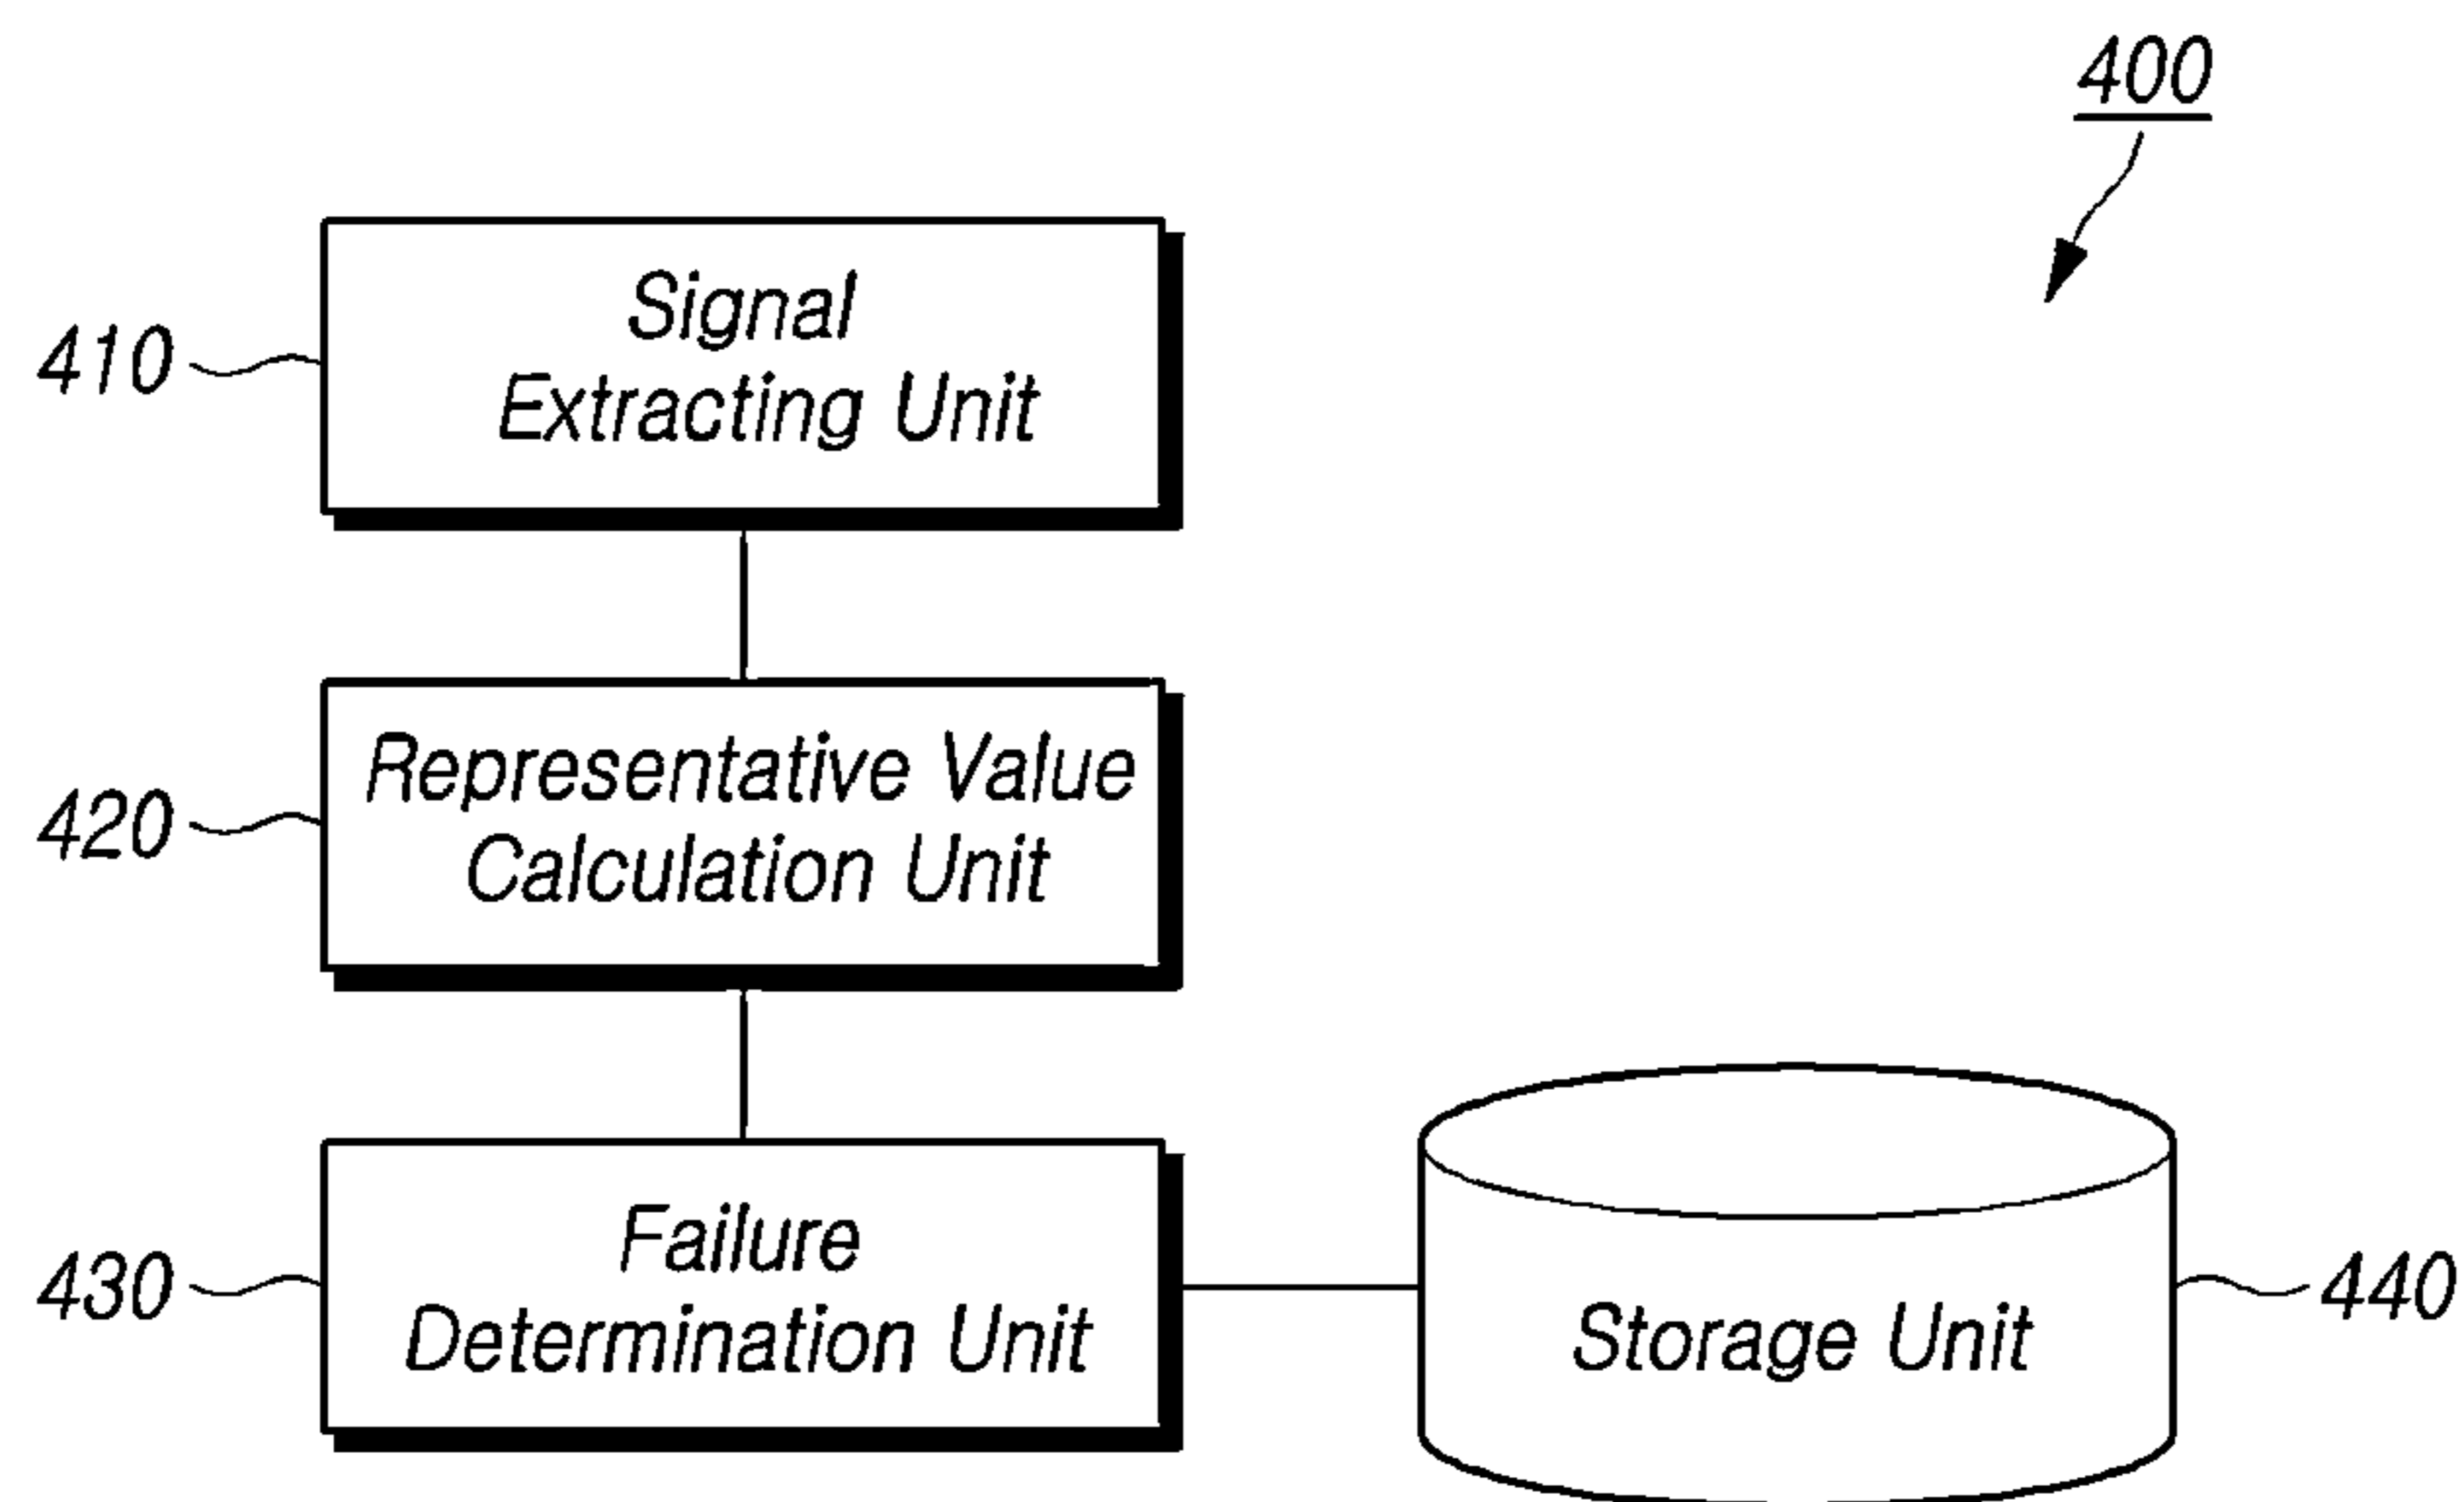 400
410
Signal
Extracting Unit
420
Representative Value
Calculation Unit
430
Failure
Determination Unit
Storage Unit
440